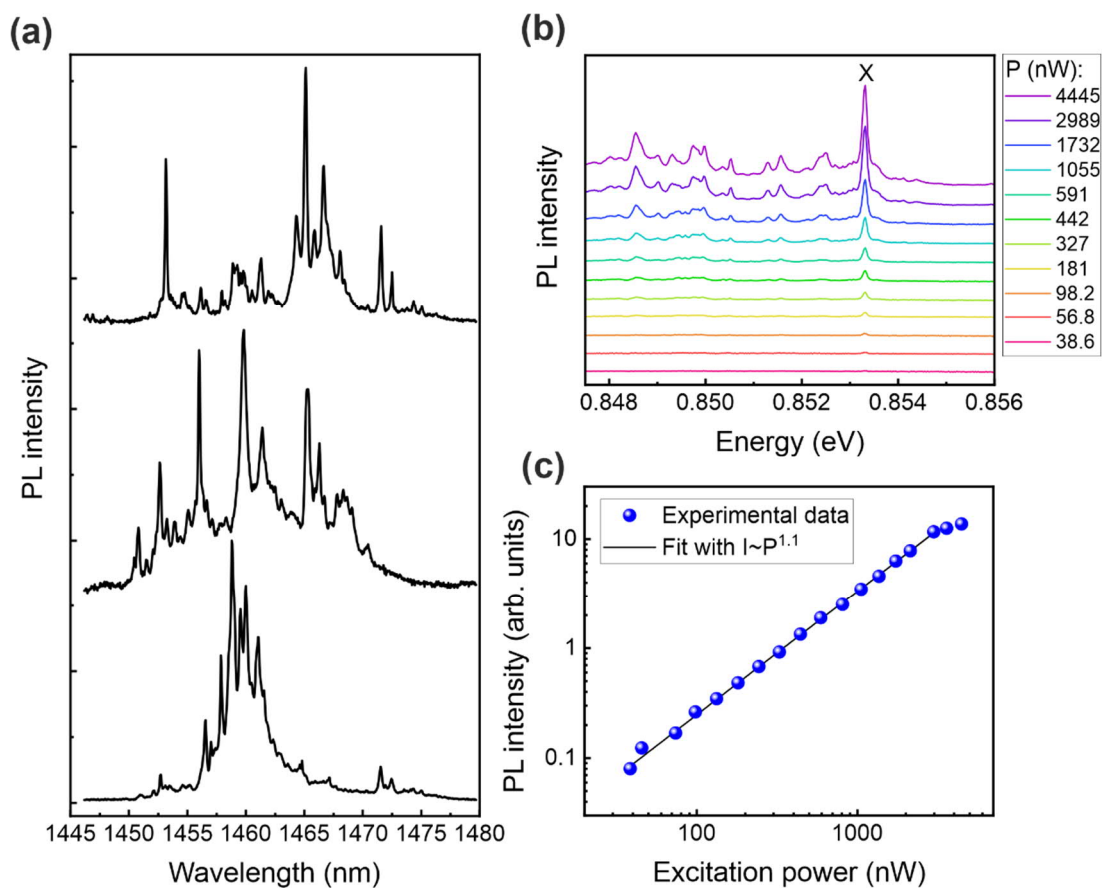 (a)
PL intensity
1445 1450 1455 1460 1465 1470 1475 1480
Wavelength (nm)
(b)
X
PL intensity
0.848 0.850 0.852 0.854 0.856
Energy (eV)
P (nW):
4445
2989
1732
1055
591
442
327
181
98.2
56.8
38.6
(c)
Experimental data
Fit with I~P^1.1
10
1
0.1
PL intensity (arb. units)
100 1000
Excitation power (nW)